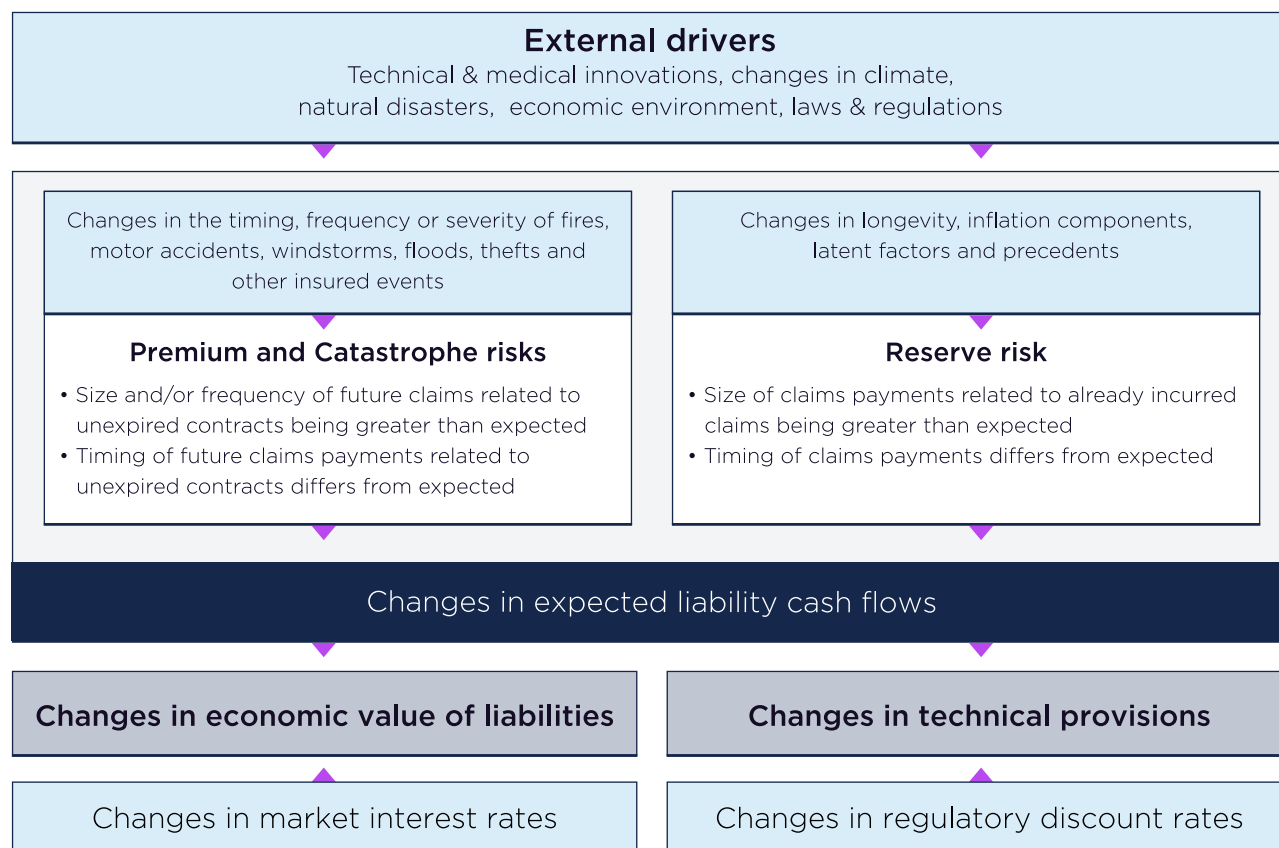 External drivers
Technical & medical innovations, changes in climate,
natural disasters, economic environment, laws & regulations
Changes in the timing, frequency or severity of fires,
motor accidents, windstorms, floods, thefts and
other insured events
Premium and Catastrophe risks
• Size and/or frequency of future claims related to
unexpired contracts being greater than expected
• Timing of future claims payments related to
unexpired contracts differs from expected
Changes in longevity, inflation components,
latent factors and precedents
Reserve risk
• Size of claims payments related to already incurred
claims being greater than expected
• Timing of claims payments differs from expected
Changes in expected liability cash flows
Changes in economic value of liabilities
Changes in technical provisions
Changes in market interest rates
Changes in regulatory discount rates